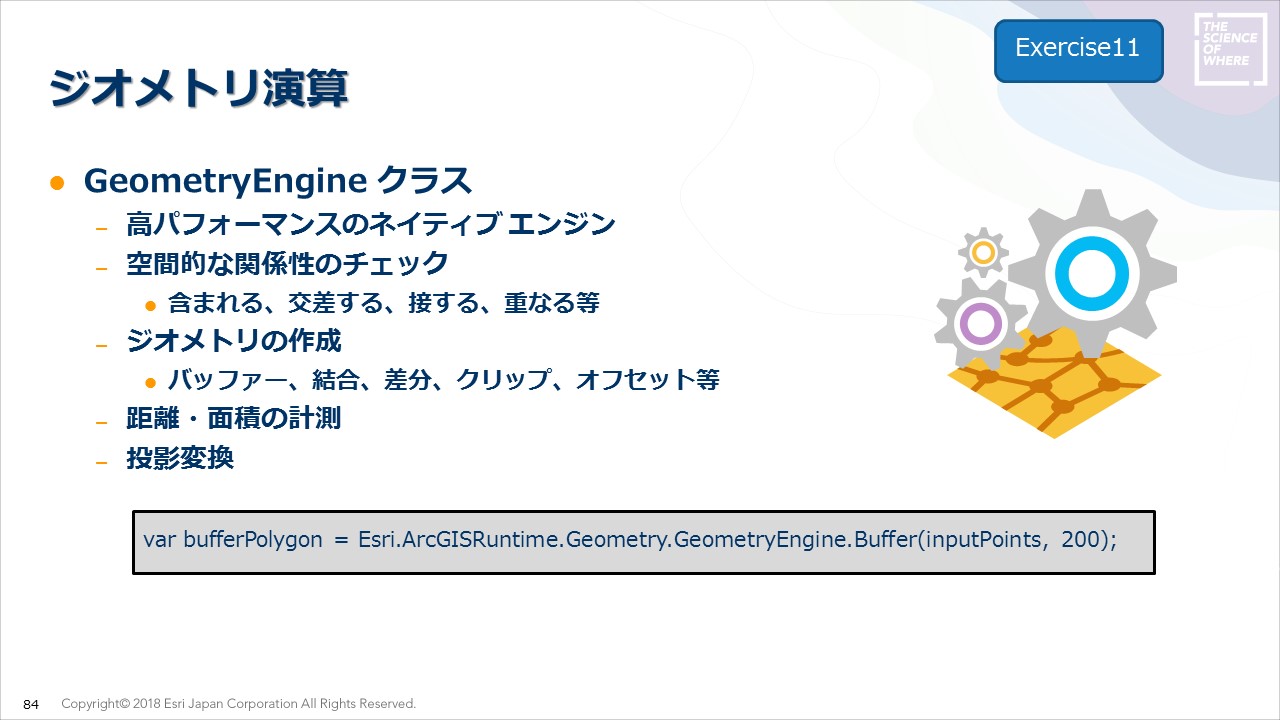 Exercise11
THE
SCIENCE
OF
WHERE
ジオメトリ演算
● GeometryEngine クラス
– 高パフォーマンスのネイティブ エンジン
– 空間的な関係性のチェック
● 含まれる、交差する、接する、重なる等
– ジオメトリの作成
● バッファー、結合、差分、クリップ、オフセット等
– 距離・面積の計測
– 投影変換
var bufferPolygon = Esri.ArcGISRuntime.Geometry.GeometryEngine.Buffer(inputPoints, 200);
84 Copyright© 2018 Esri Japan Corporation All Rights Reserved.